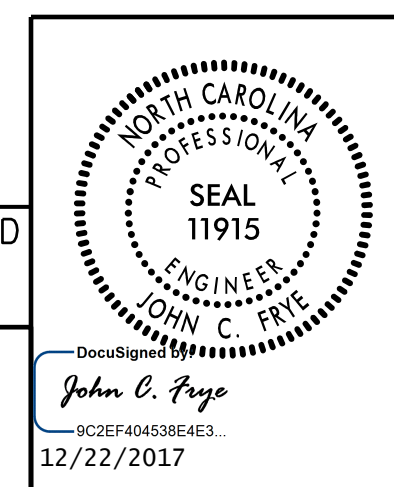 NORTH CAROLINA
PROFESSIONAL
SEAL
11915
ENGINEER
JOHN C. FRYE
D
DocuSigned by:
John C. Frye
9C2EF404538E4E3...
12/22/2017